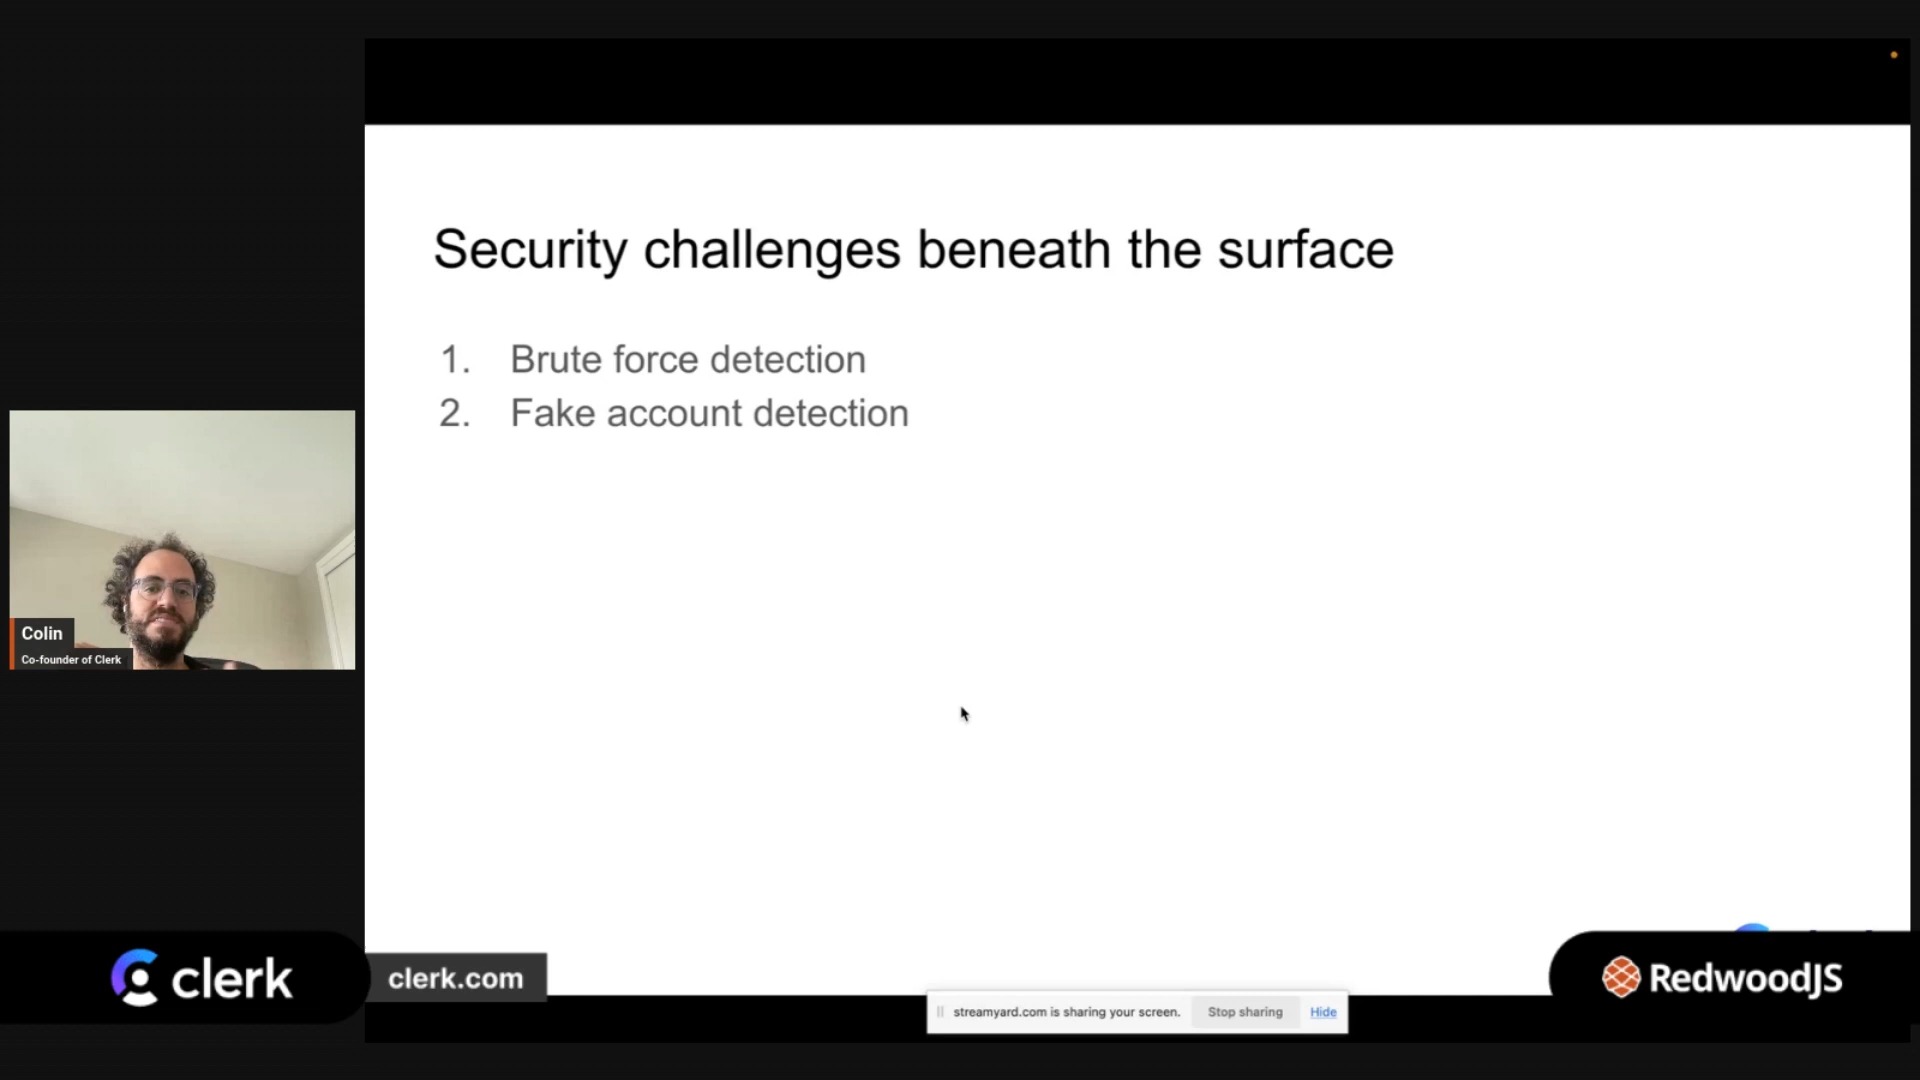 Security challenges beneath the surface
1. Brute force detection
2. Fake account detection
Colin
Co-founder of Clerk
clerk
clerk.com
streamyard.com is sharing your screen.
Stop sharing
Hide
RedwoodJS